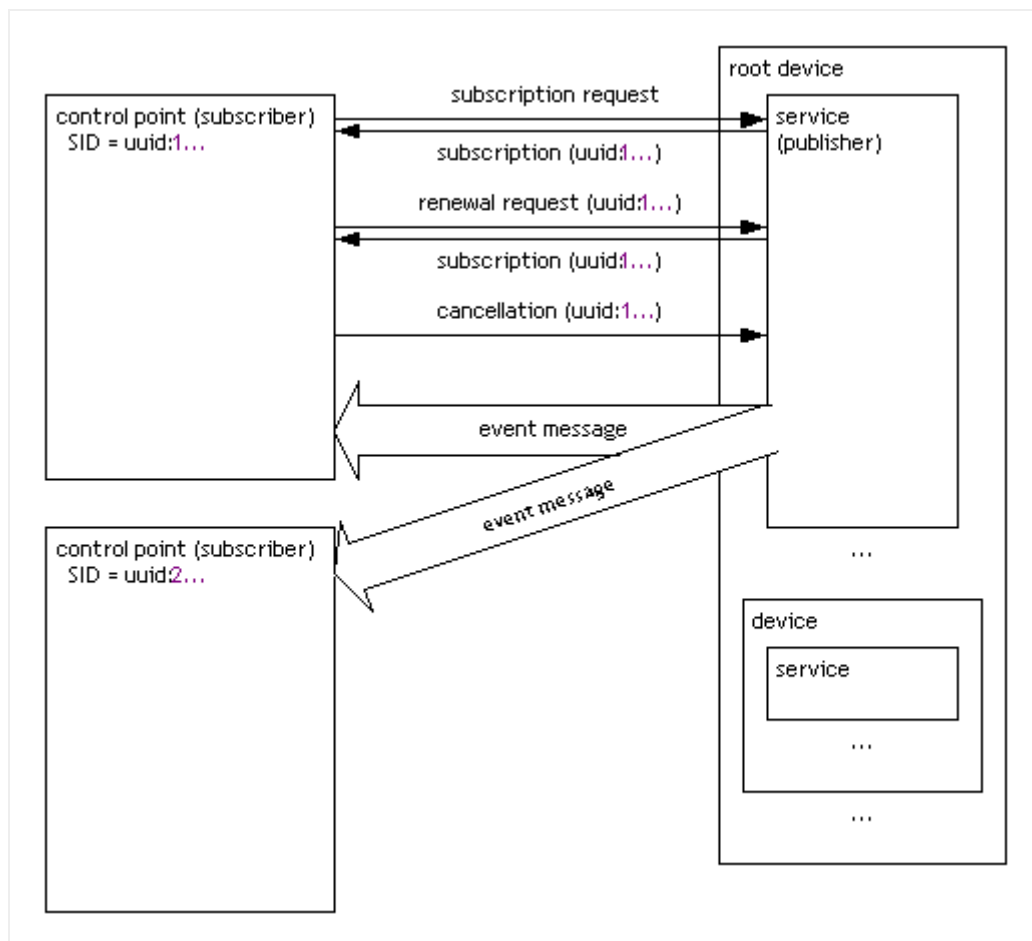 root device
control point (subscriber)
SID = uuid:1...
subscription request
service
(publisher)
subscription (uuid:1...)
renewal request (uuid:1...)
subscription (uuid:1...)
cancellation (uuid:1...)
event message
event message
control point (subscriber)
SID = uuid:2...
...
device
service
...
...